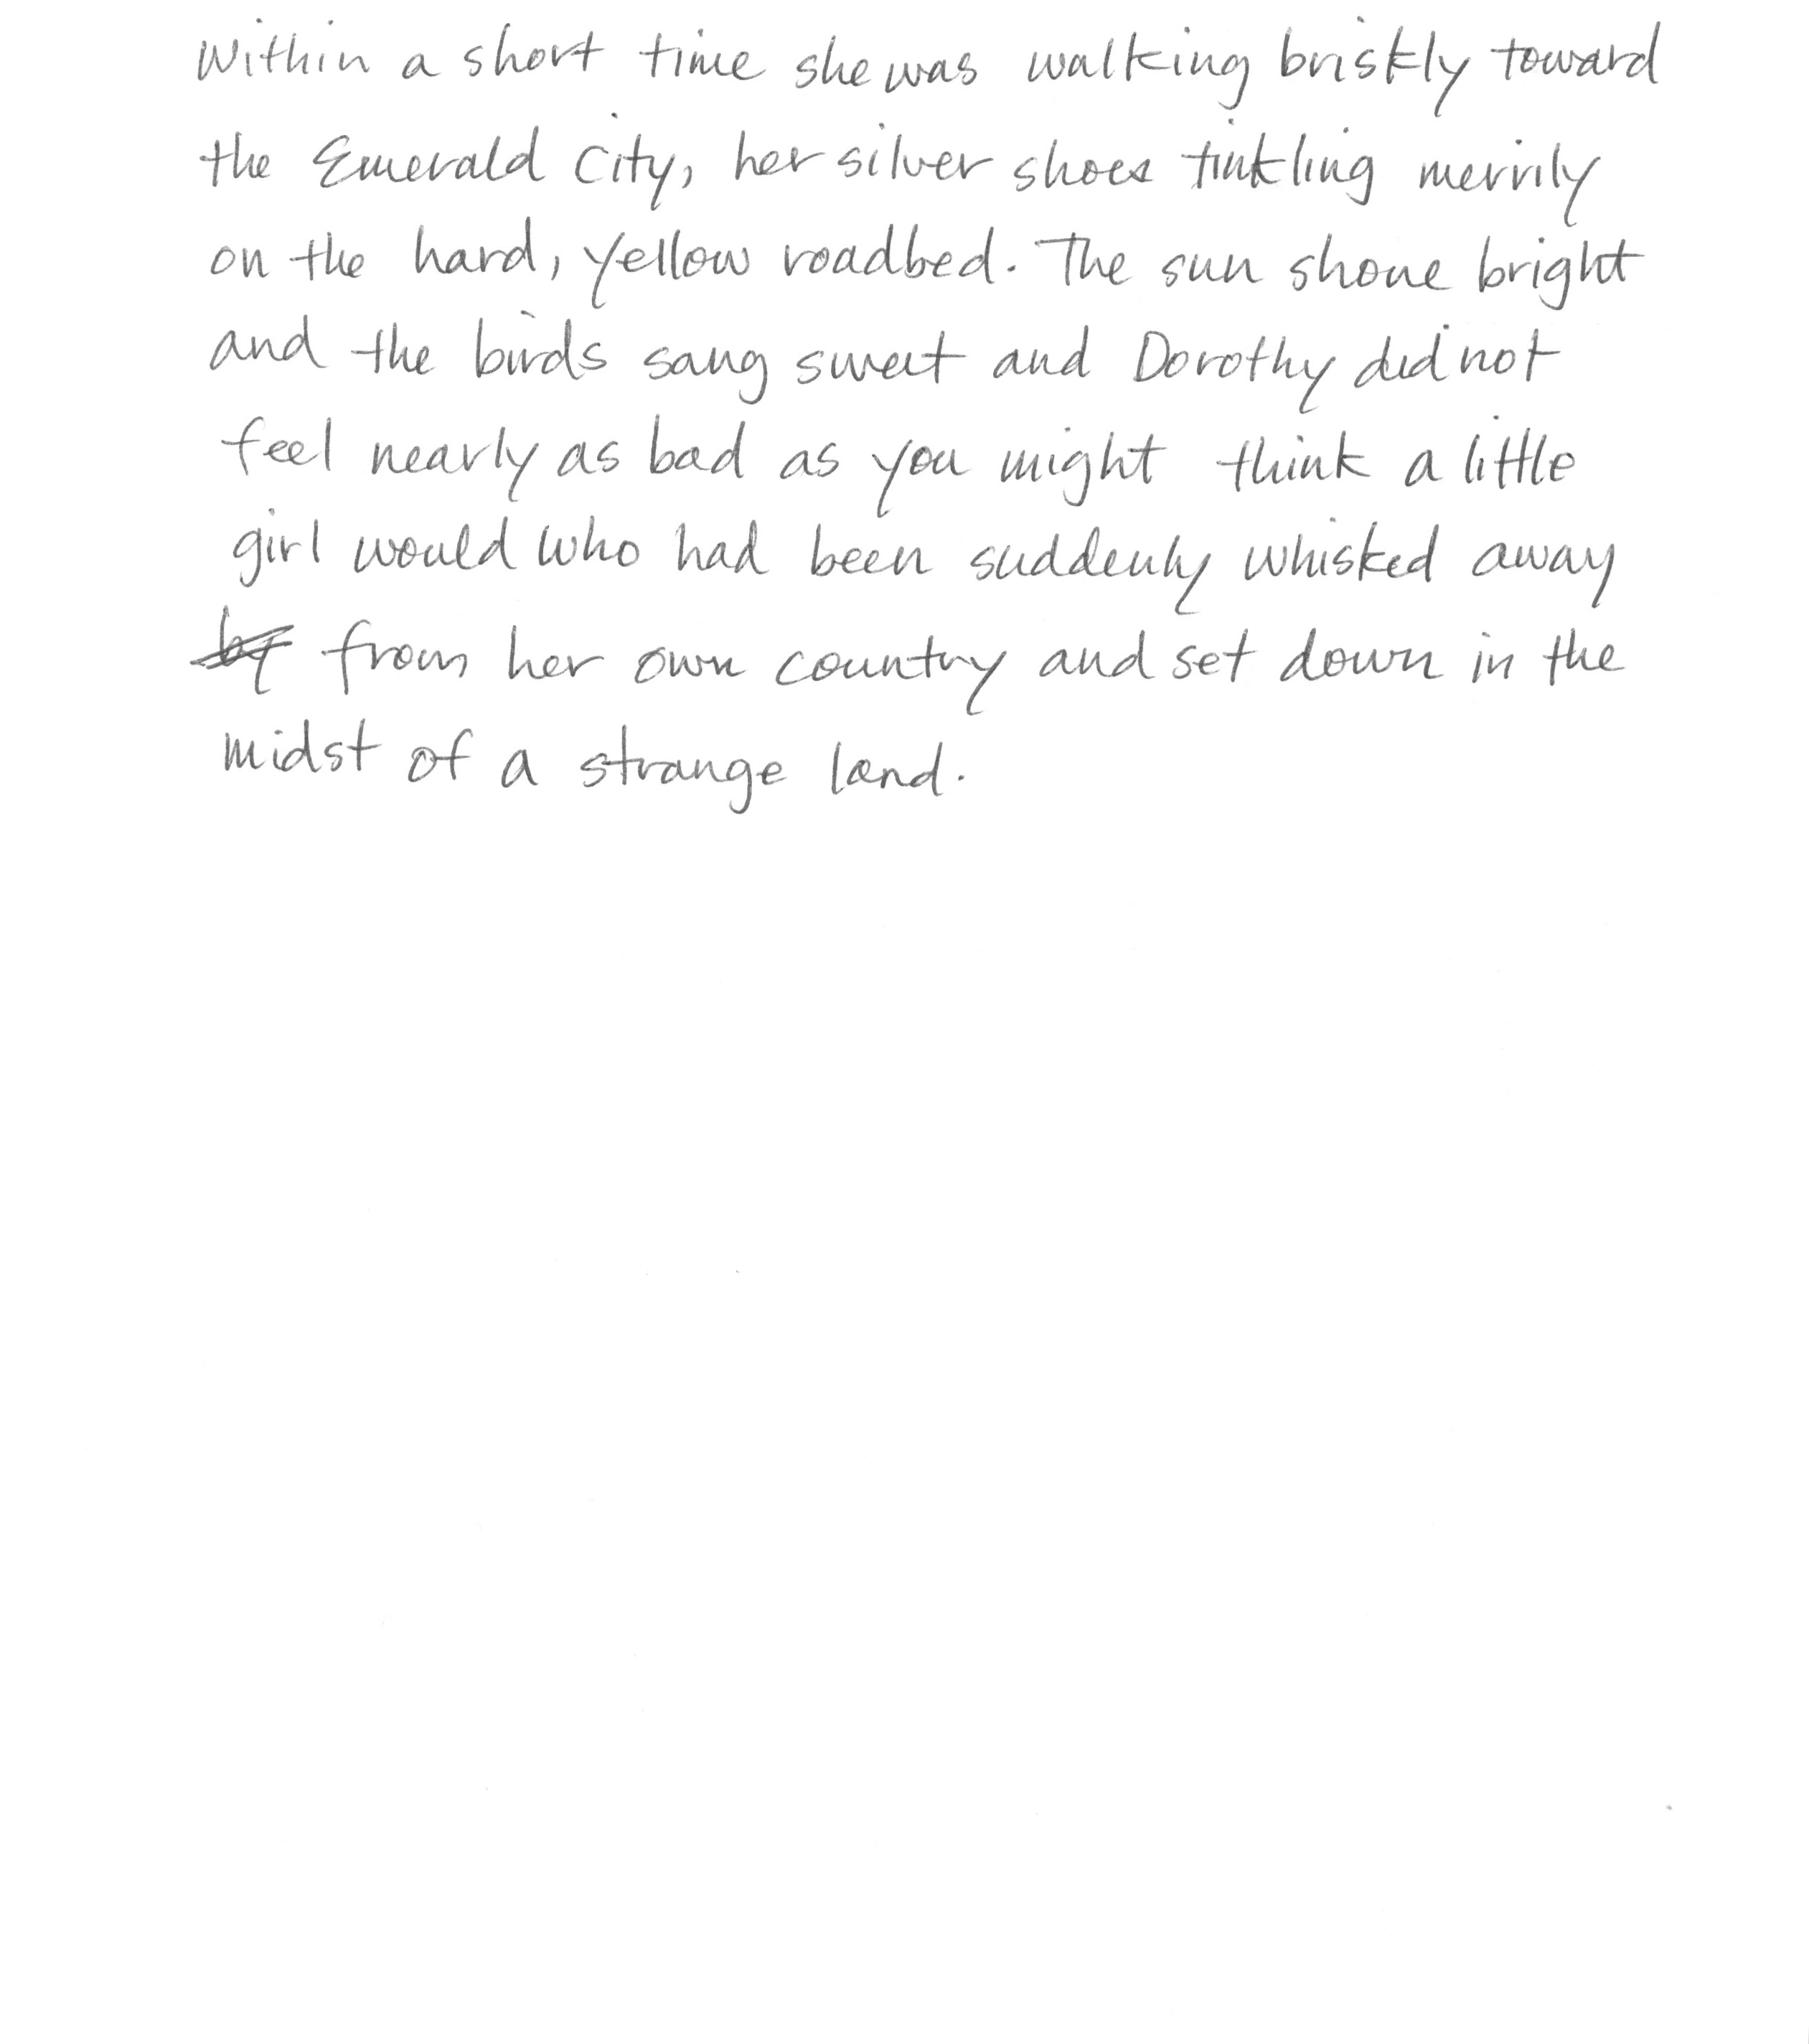 Within a short time she was walking briskly toward
the Emerald City, her silver shoes tinkling merrily
on the hard, yellow roadbed. The sun shone bright
and the birds sang sweet and Dorothy did not
feel nearly as bad as you might think a little
girl would who had been suddenly whisked away
from her own country and set down in the
midst of a strange land.